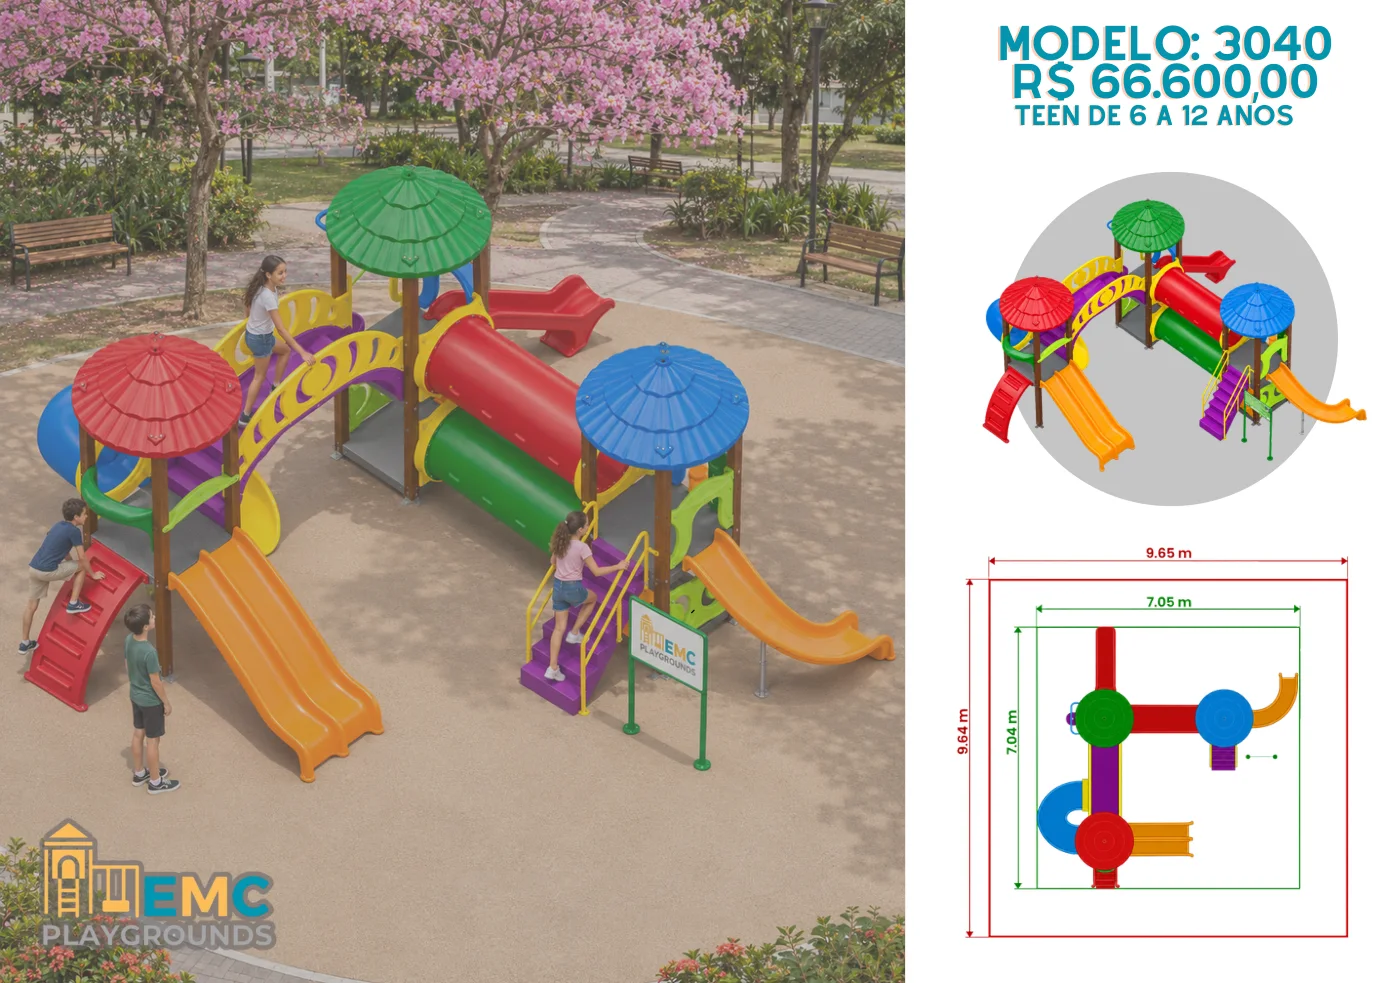 MODELO: 3040
R$ 66.600,00
TEEN DE 6 A 12 ANOS
EMC
PLAYGROUNDS
EMC
PLAYGROUNDS
9.65 m
7.05 m
9.64 m
7.04 m